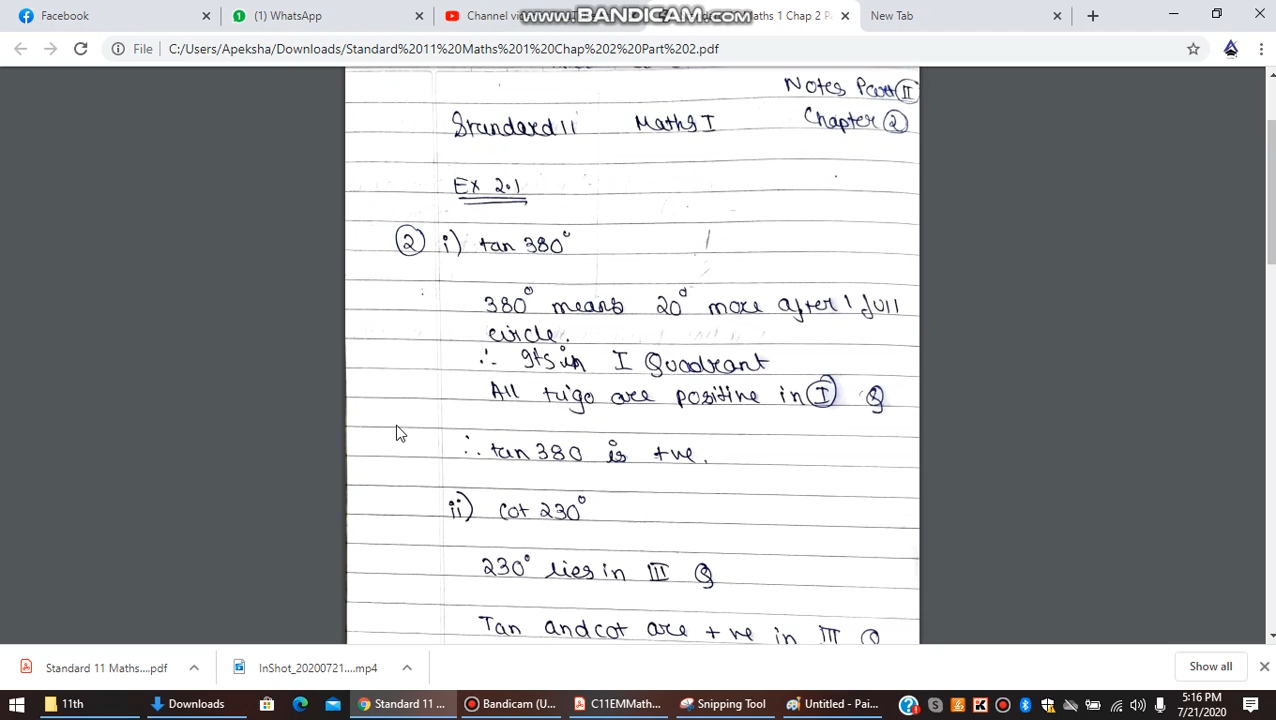 Facebook
(1) WhatsApp
Channel vi
www.BANDICAM.com
aths 1 Chap 2 P
New Tab
File
C:/Users/Apeksha/Downloads/Standard%2011%20Maths%201%20Chap%202%20Part%202.pdf
Notes Part II
Standard 11 Maths I Chapter 2
Ex 2.1
2 i) tan 380°
380° means 20° more after 1 full
circle.
∴ Its in I Quadrant
All trigo are positive in I Q
∴ tan 380 is +ve.
ii) cot 230°
230° lies in III Q
Tan and cot are +ve in III Q
Standard 11 Maths....pdf
InShot_20200721....mp4
Show all
11th
Downloads
Standard 11 ...
Bandicam (U...
C11EMMath...
Snipping Tool
Untitled - Pai...
5:16 PM
7/21/2020